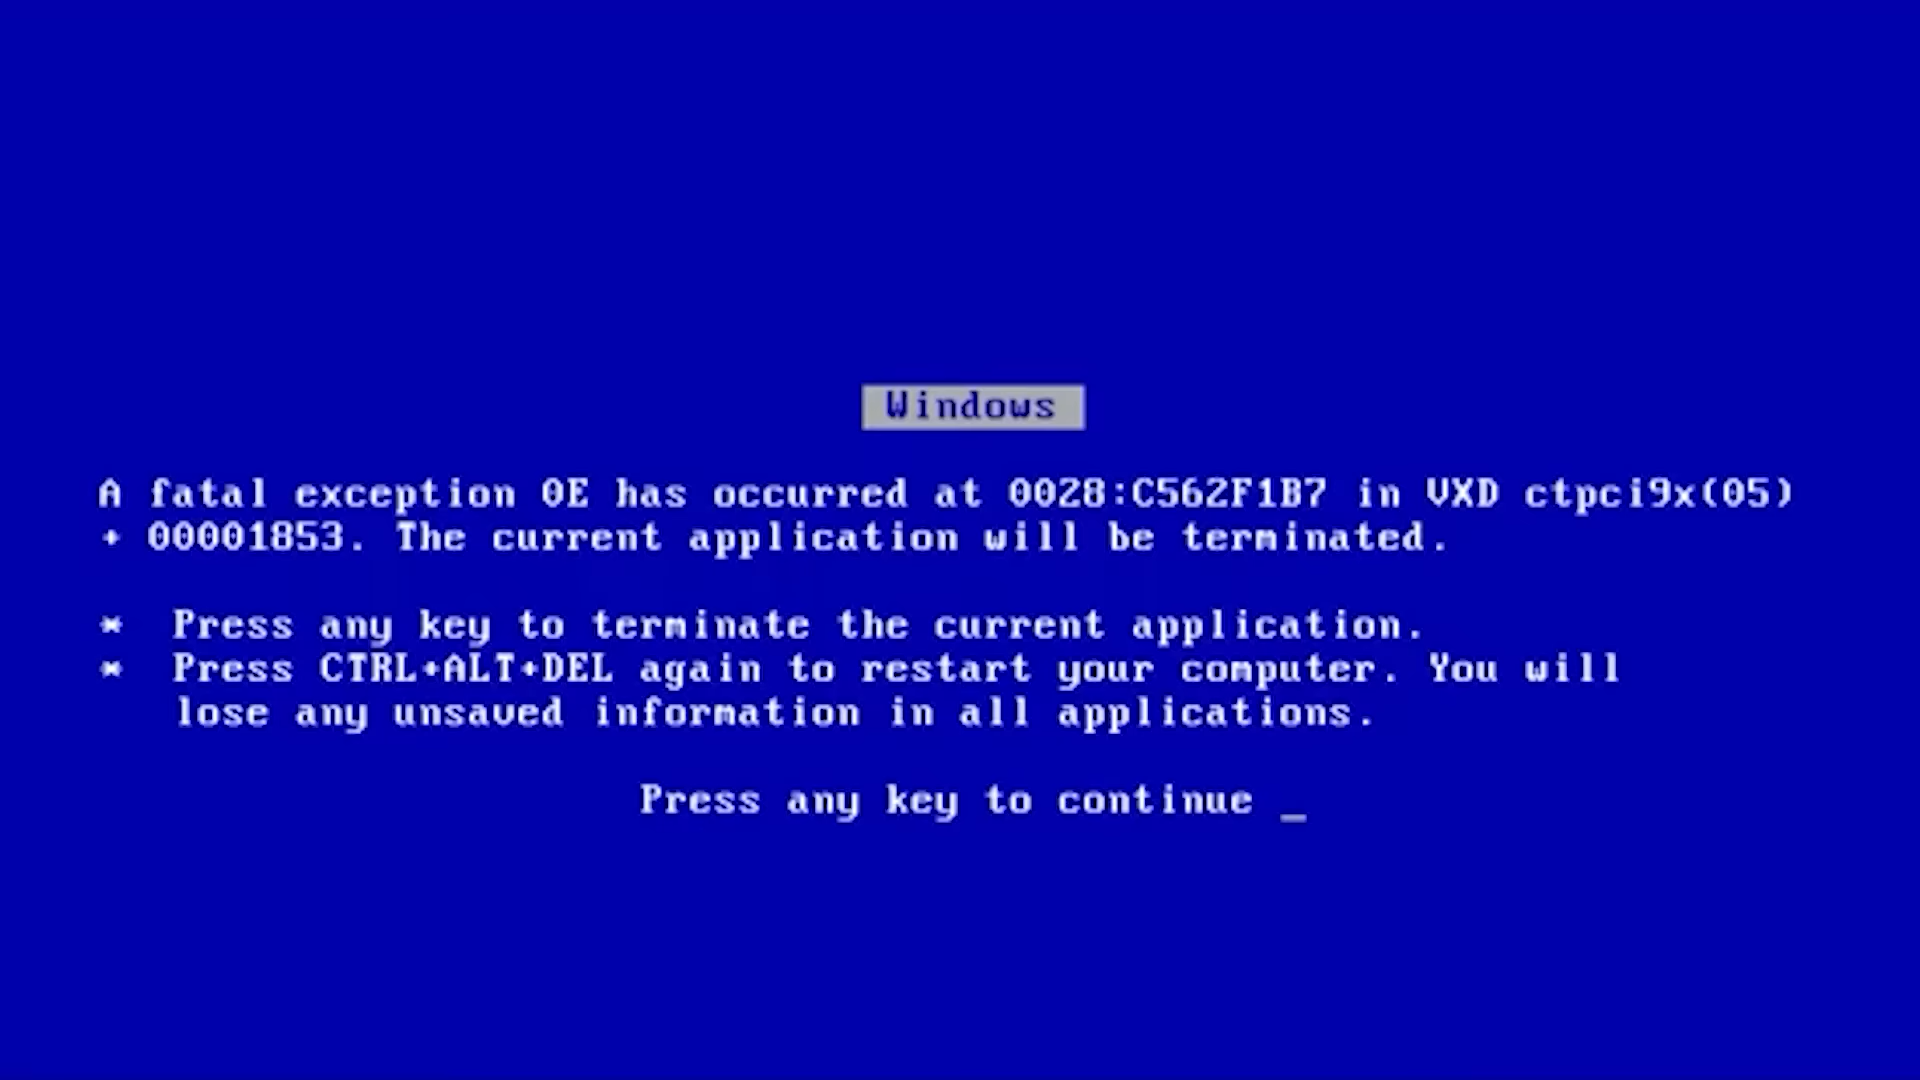 Windows
A fatal exception 0E has occurred at 0028:C562F1B7 in VXD ctpci9x(05)
+ 00001853. The current application will be terminated.
* Press any key to terminate the current application.
* Press CTRL+ALT+DEL again to restart your computer. You will
lose any unsaved information in all applications.
Press any key to continue _